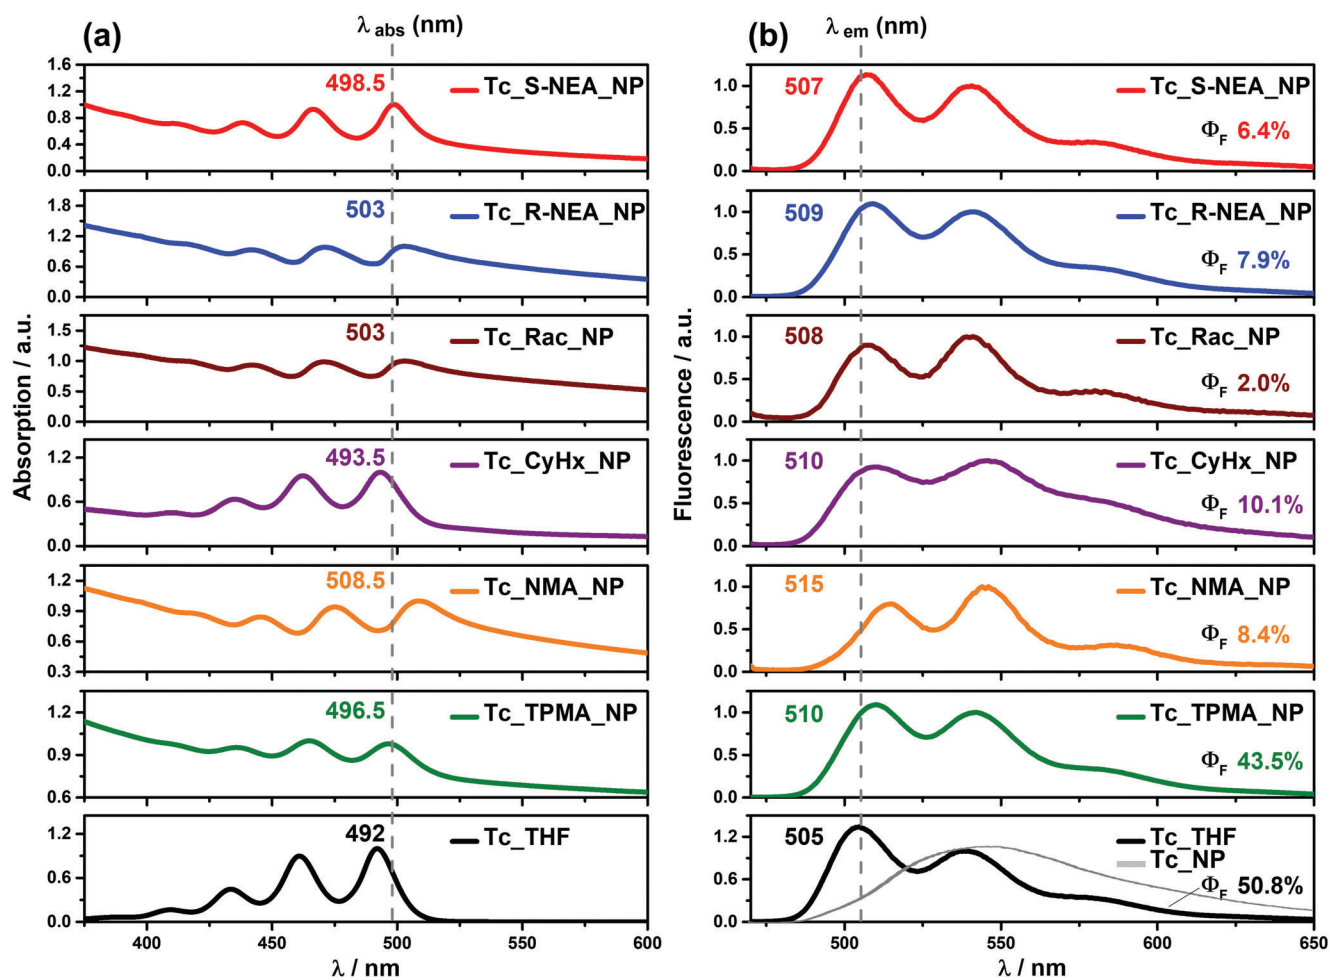 (a)
λ abs (nm)
Absorption / a.u.
1.6
1.2
0.8
0.4
0.0
498.5
Tc_S-NEA_NP
1.8
1.2
0.6
0.0
503
Tc_R-NEA_NP
1.5
1.0
0.5
0.0
503
Tc_Rac_NP
1.2
0.6
0.0
493.5
Tc_CyHx_NP
1.2
0.9
0.6
0.3
508.5
Tc_NMA_NP
1.2
0.9
0.6
496.5
Tc_TPMA_NP
1.2
0.6
0.0
492
Tc_THF
400 450 500 550 600
λ / nm
(b)
λ em (nm)
Fluorescence / a.u.
1.0
0.5
0.0
507
Tc_S-NEA_NP
ΦF 6.4%
1.0
0.5
0.0
509
Tc_R-NEA_NP
ΦF 7.9%
1.0
0.5
0.0
508
Tc_Rac_NP
ΦF 2.0%
1.0
0.5
0.0
510
Tc_CyHx_NP
ΦF 10.1%
1.0
0.5
0.0
515
Tc_NMA_NP
ΦF 8.4%
1.0
0.5
0.0
510
Tc_TPMA_NP
ΦF 43.5%
1.2
0.6
0.0
505
Tc_THF
Tc_NP
ΦF 50.8%
500 550 600 650
λ / nm